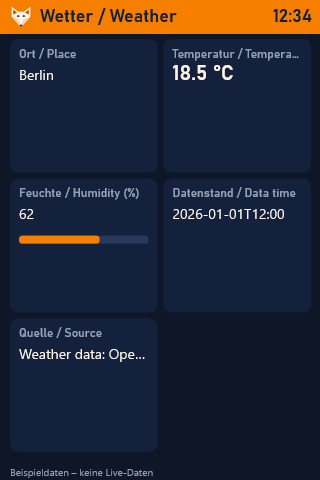 Wetter / Weather 12:34
Ort / Place
Berlin
Temperatur / Tempera...
18.5 °C
Feuchte / Humidity (%)
62
Datenstand / Data time
2026-01-01T12:00
Quelle / Source
Weather data: Ope...
Beispieldaten – keine Live-Daten